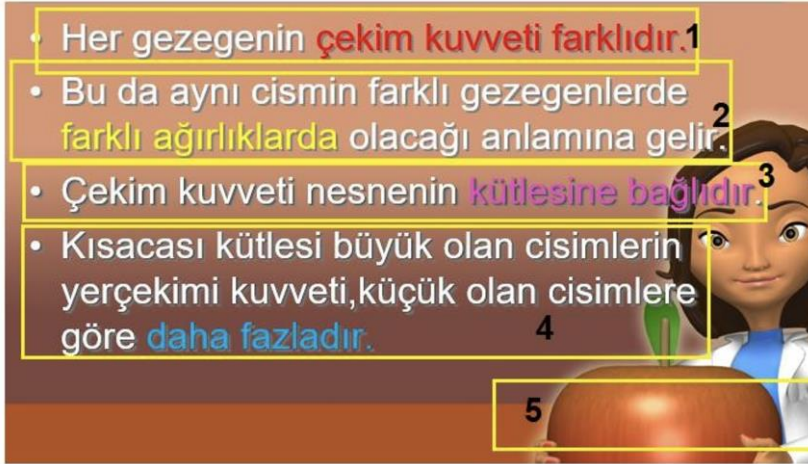 • Her gezegenin çekim kuvveti farklıdır. 1
• Bu da aynı cismin farklı gezegenlerde
farklı ağırlıklarda olacağı anlamına gelir. 2
• Çekim kuvveti nesnenin kütlesine bağlıdır. 3
• Kısacası kütlesi büyük olan cisimlerin
yerçekimi kuvveti,küçük olan cisimlere
göre daha fazladır. 4
5